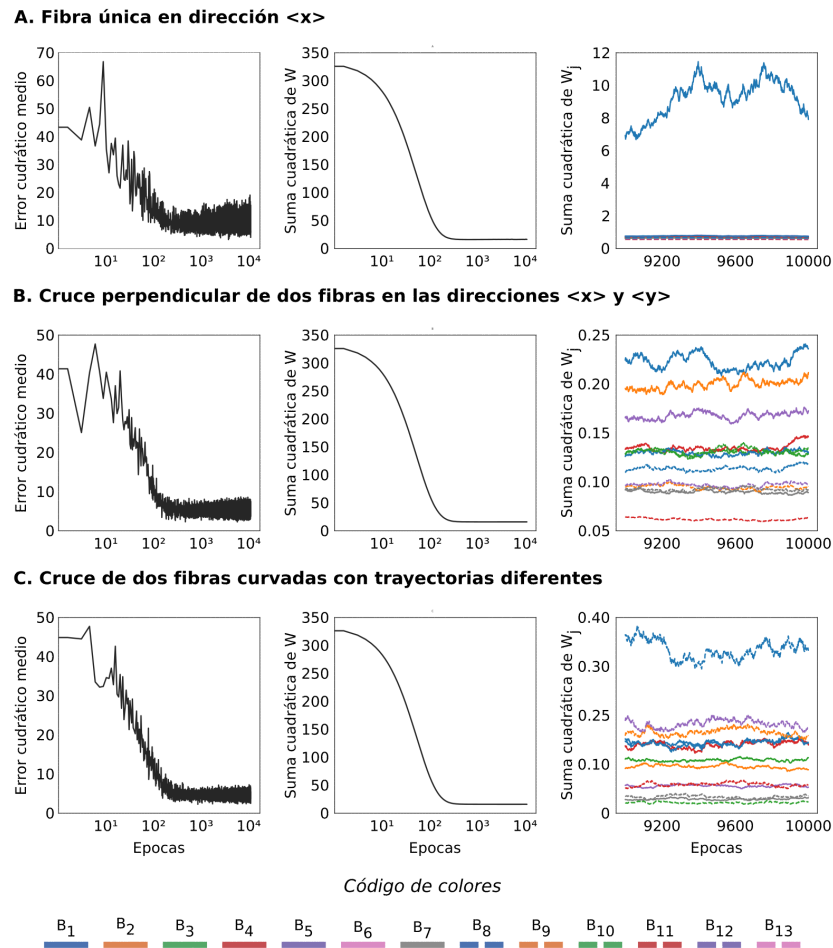 A. Fibra única en dirección <x>
Error cudrático medio
70
60
50
40
30
20
10
0
10¹ 10² 10³ 10⁴
Suma cuadrática de W
350
300
250
200
150
100
50
0
10¹ 10² 10³ 10⁴
Suma cuadrática de Wj
12
10
8
6
4
2
0
9200 9600 10000
B. Cruce perpendicular de dos fibras en las direcciones <x> y <y>
Error cudrático medio
50
40
30
20
10
0
10¹ 10² 10³ 10⁴
Suma cuadrática de W
350
300
250
200
150
100
50
0
10¹ 10² 10³ 10⁴
Suma cuadrática de Wj
0.25
0.20
0.15
0.10
0.05
9200 9600 10000
C. Cruce de dos fibras curvadas con trayectorias diferentes
Error cudrático medio
50
40
30
20
10
0
10¹ 10² 10³ 10⁴
Epocas
Suma cuadrática de W
350
300
250
200
150
100
50
0
10¹ 10² 10³ 10⁴
Epocas
Suma cuadrática de Wj
0.40
0.30
0.25
0.10
0
9200 9600 10000
Epocas
Código de colores
B1 B2 B3 B4 B5 B6 B7 B8 B9 B10 B11 B12 B13